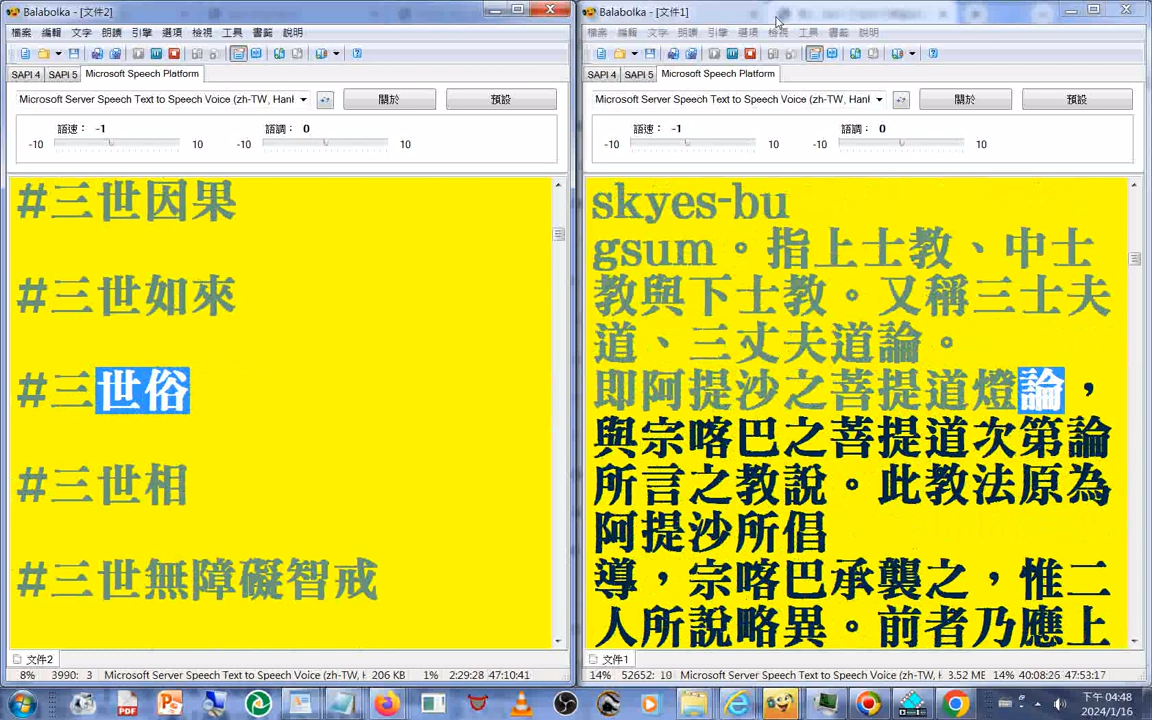 Balabolka - [文件2]
檔案 編輯 文字 朗讀 引擎 選項 檢視 工具 書籤 說明
SAPI 4 SAPI 5 Microsoft Speech Platform
Microsoft Server Speech Text to Speech Voice (zh-TW, Hanl
關於 預設
語速： -1 語調： 0
-10 10 -10 10
#三世因果
#三世如來
#三世俗
#三世相
#三世無障礙智戒
文件2
8% 3990: 3 Microsoft Server Speech Text to Speech Voice (zh-TW, H 206 KB 1% 2:29:28 47:10:41
Balabolka - [文件1]
檔案 編輯 文字 朗讀 引擎 選項 檢視 工具 書籤 說明
SAPI 4 SAPI 5 Microsoft Speech Platform
Microsoft Server Speech Text to Speech Voice (zh-TW, Hanl
關於 預設
語速： -1 語調： 0
-10 10 -10 10
skyes-bu
gsum。指上士教、中士
教與下士教。又稱三士夫
道、三丈夫道論。
即阿提沙之菩提道燈論，
與宗喀巴之菩提道次第論
所言之教說。此教法原為
阿提沙所倡
導，宗喀巴承襲之，惟二
人所說略異。前者乃應上
文件1
14% 52652: 10 Microsoft Server Speech Text to Speech Voice (zh-TW, H 3.52 MB 14% 40:08:26 47:53:17
下午 04:48
2024/1/16